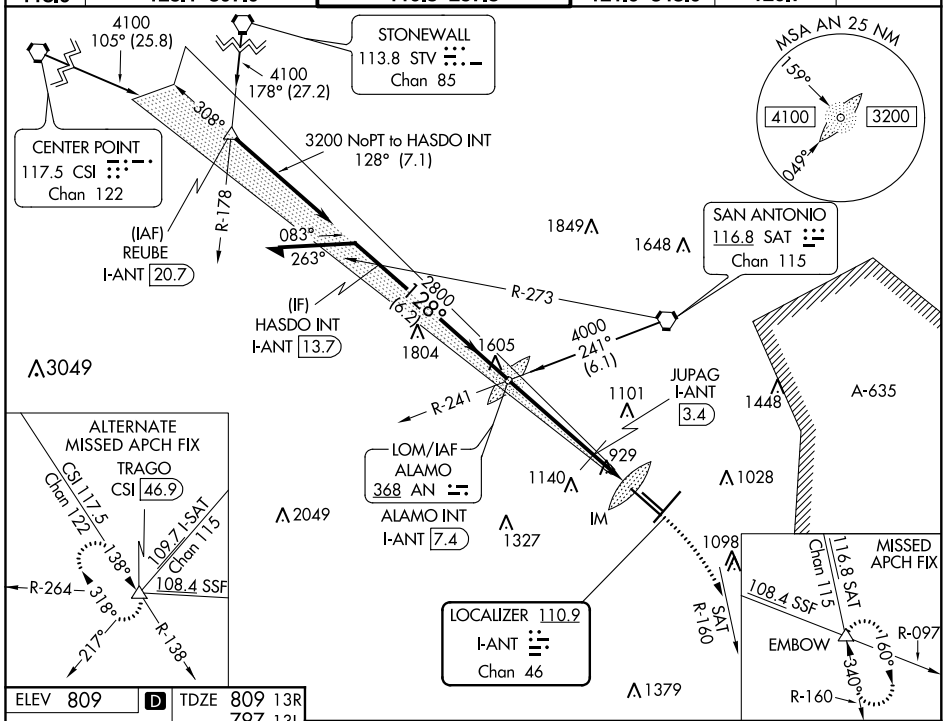 4100
105° (25.8)
4100
178° (27.2)
STONEWALL
113.8 STV
Chan 85
MSA AN 25 NM
159°
4100
3200
049°
308°
CENTER POINT
117.5 CSI
Chan 122
3200 NoPT to HASDO INT
128° (7.1)
R-178
(IAF)
REUBE
I-ANT 20.7
083°
263°
1849
1648
SAN ANTONIO
116.8 SAT
Chan 115
R-273
2800
128°
(6.2)
(IF)
HASDO INT
I-ANT 13.7
1804
1605
4000
241°
(6.1)
3049
R-241
1101
JUPAG
I-ANT
3.4
1448
A-635
LOM/IAF
ALAMO
368 AN
ALAMO INT
I-ANT 7.4
929
1140
IM
1028
2049
1327
1098
SAT
R-160
LOCALIZER 110.9
I-ANT
Chan 46
1379
ALTERNATE
MISSED APCH FIX
TRAGO
CSI 46.9
CSI 117.5
Chan 122
138°
109.7 I-SAT
Chan 115
108.4 SSF
R-264
318°
217°
R-138
MISSED
APCH FIX
116.8 SAT
Chan 115
108.4 SSF
EMBOW
R-097
160°
340°
R-160
ELEV 809 D TDZE 809 13R
797 13L